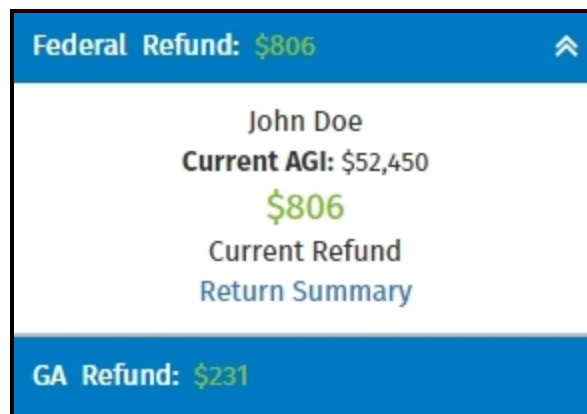 Federal Refund: $806
John Doe
Current AGI: $52,450
$806
Current Refund
Return Summary
GA Refund: $231